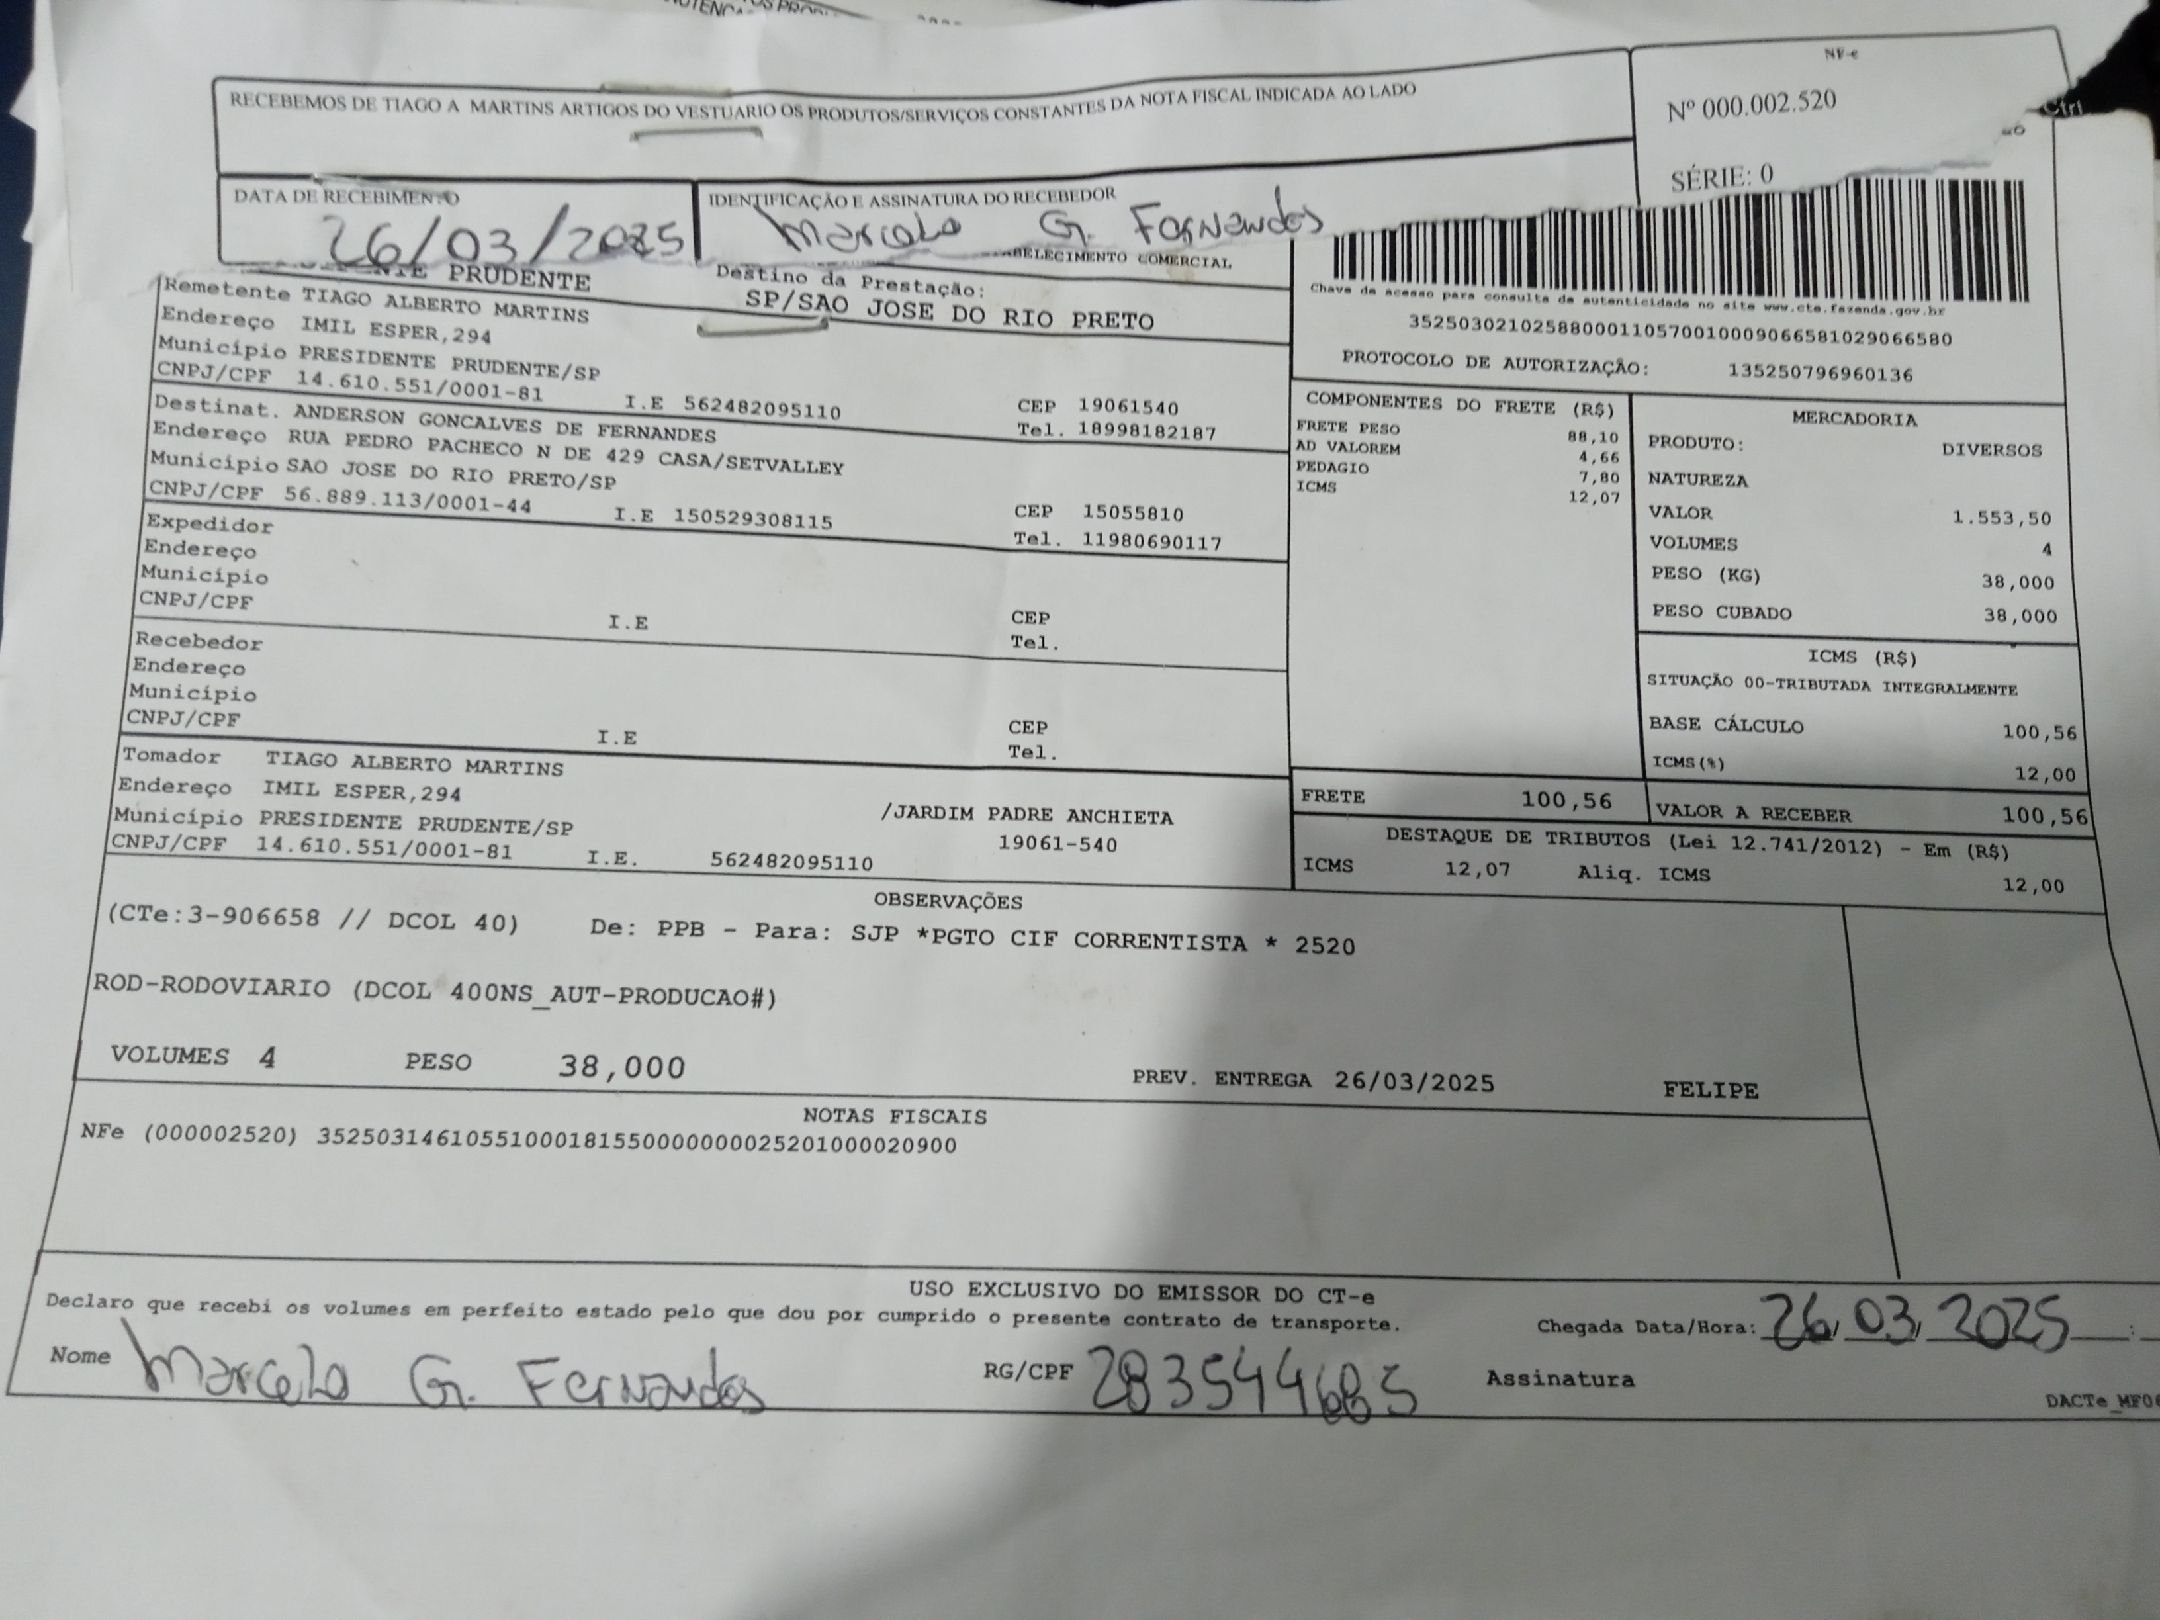 RECEBEMOS DE TIAGO A MARTINS ARTIGOS DO VESTUARIO OS PRODUTOS/SERVIÇOS CONSTANTES DA NOTA FISCAL INDICADA AO LADO
NF-e
Nº 000.002.520
SÉRIE: 0
DATA DE RECEBIMENTO
26/03/2025
IDENTIFICAÇÃO E ASSINATURA DO RECEBEDOR
Marcelo G. Fernandes
PRUDENTE
COMERCIAL
Destino da Prestação:
SP/SAO JOSE DO RIO PRETO
Chave de acesso para consulta de autenticidade no site www.cte.fazenda.gov.br
35250302102588000110570010009066581029066580
PROTOCOLO DE AUTORIZAÇÃO: 135250796960136
Remetente TIAGO ALBERTO MARTINS
Endereço IMIL ESPER,294
Município PRESIDENTE PRUDENTE/SP CEP 19061540
CNPJ/CPF 14.610.551/0001-81 I.E 562482095110 Tel. 18998182187
Destinat. ANDERSON GONCALVES DE FERNANDES
Endereço RUA PEDRO PACHECO N DE 429 CASA/SETVALLEY
Município SAO JOSE DO RIO PRETO/SP CEP 15055810
CNPJ/CPF 56.889.113/0001-44 I.E 150529308115 Tel. 11980690117
Expedidor
Endereço
Município CEP
CNPJ/CPF I.E Tel.
Recebedor
Endereço
Município CEP
CNPJ/CPF I.E Tel.
Tomador TIAGO ALBERTO MARTINS
Endereço IMIL ESPER,294 /JARDIM PADRE ANCHIETA
Município PRESIDENTE PRUDENTE/SP 19061-540
CNPJ/CPF 14.610.551/0001-81 I.E. 562482095110
COMPONENTES DO FRETE (R$)
FRETE PESO 88,10
AD VALOREM 4,66
PEDAGIO 7,80
ICMS 12,07
MERCADORIA
PRODUTO: DIVERSOS
NATUREZA
VALOR 1.553,50
VOLUMES 4
PESO (KG) 38,000
PESO CUBADO 38,000
ICMS (R$)
SITUAÇÃO 00-TRIBUTADA INTEGRALMENTE
BASE CÁLCULO 100,56
ICMS(%) 12,00
FRETE 100,56 VALOR A RECEBER 100,56
DESTAQUE DE TRIBUTOS (Lei 12.741/2012) - Em (R$)
ICMS 12,07 Aliq. ICMS 12,00
OBSERVAÇÕES
(CTe:3-906658 // DCOL 40) De: PPB - Para: SJP *PGTO CIF CORRENTISTA * 2520
ROD-RODOVIARIO (DCOL 400NS_AUT-PRODUCAO#)
VOLUMES 4 PESO 38,000 PREV. ENTREGA 26/03/2025 FELIPE
NOTAS FISCAIS
NFe (000002520) 35250314610551000181550000000025201000020900
USO EXCLUSIVO DO EMISSOR DO CT-e
Declaro que recebi os volumes em perfeito estado pelo que dou por cumprido o presente contrato de transporte.
Chegada Data/Hora: 26/03/2025
Nome Marcelo G. Fernandes RG/CPF 283544685 Assinatura